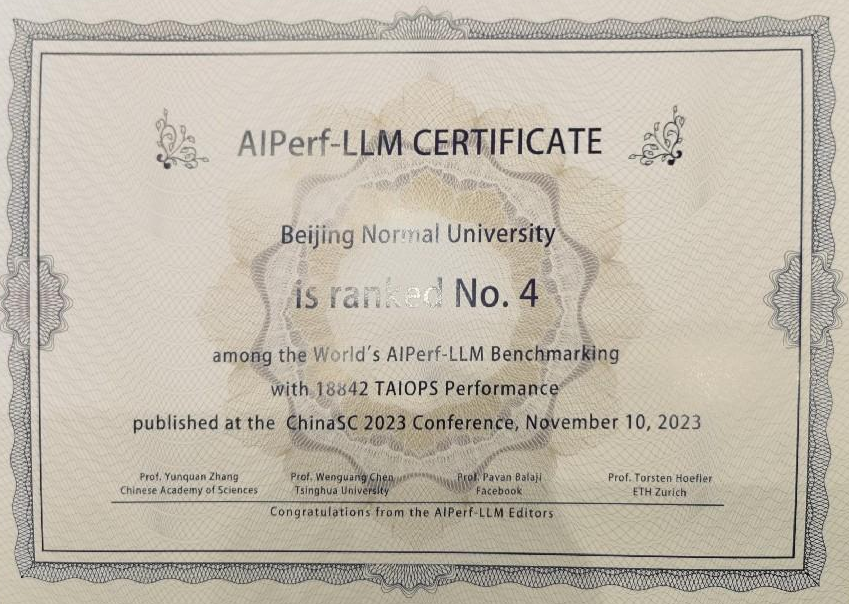 AIPerf-LLM CERTIFICATE
Beijing Normal University
is ranked No. 4
among the World's AIPerf-LLM Benchmarking
with 18842 TAIOPS Performance
published at the ChinaSC 2023 Conference, November 10, 2023
Prof. Yunquan Zhang Prof. Wenguang Chen Prof. Pavan Balaji Prof. Torsten Hoefler
Chinese Academy of Sciences Tsinghua University Facebook ETH Zurich
Congratulations from the AIPerf-LLM Editors